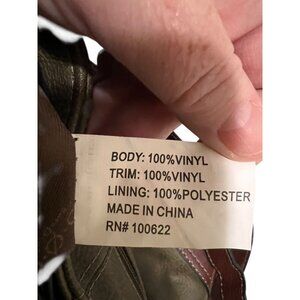 BODY: 100%VINYL
TRIM: 100%VINYL
LINING: 100%POLYESTER
MADE IN CHINA
RN# 100622